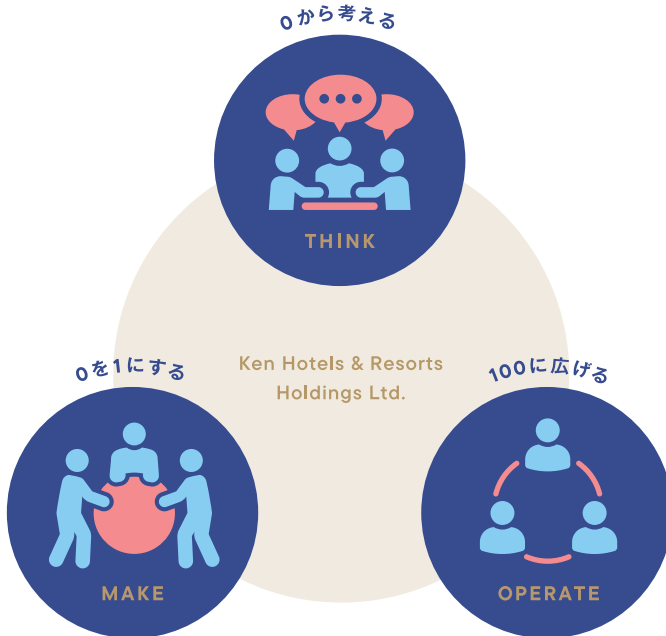 0から考える
THINK
Ken Hotels & Resorts
Holdings Ltd.
0を1にする
MAKE
100に広げる
OPERATE